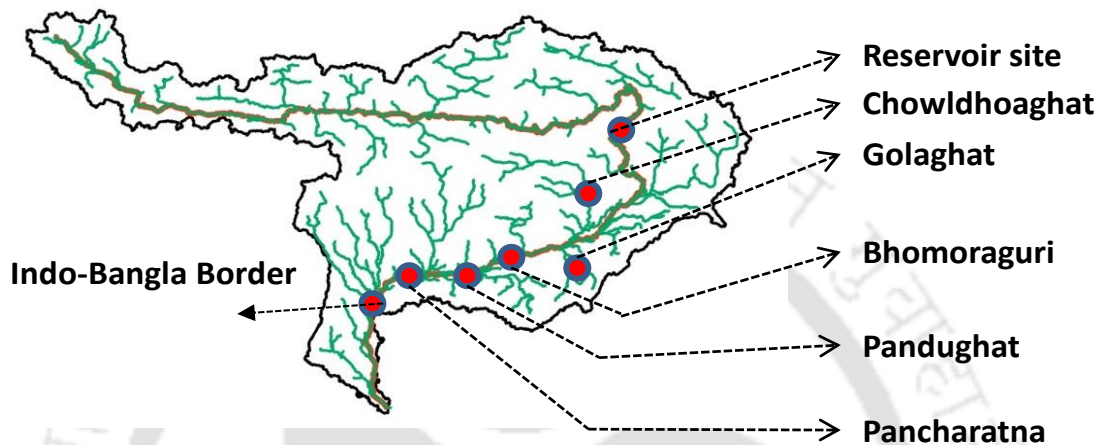 Reservoir site
Chowldhoaghat
Golaghat
Indo-Bangla Border
Bhomoraguri
Pandughat
Pancharatna